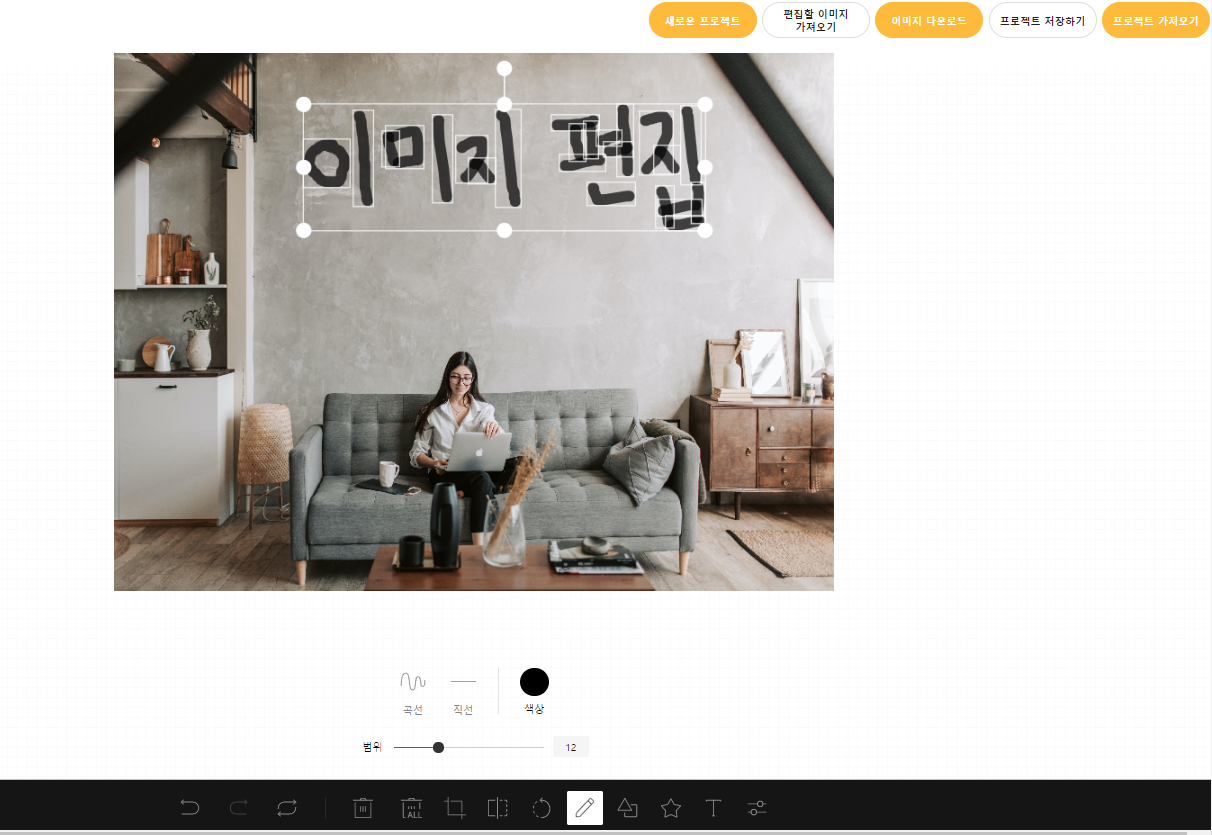 새로운 프로젝트
편집할 이미지
가져오기
이미지 다운로드
프로젝트 저장하기
프로젝트 가져오기
이미지 편집
곡선 직선 색상
범위 12
ALL